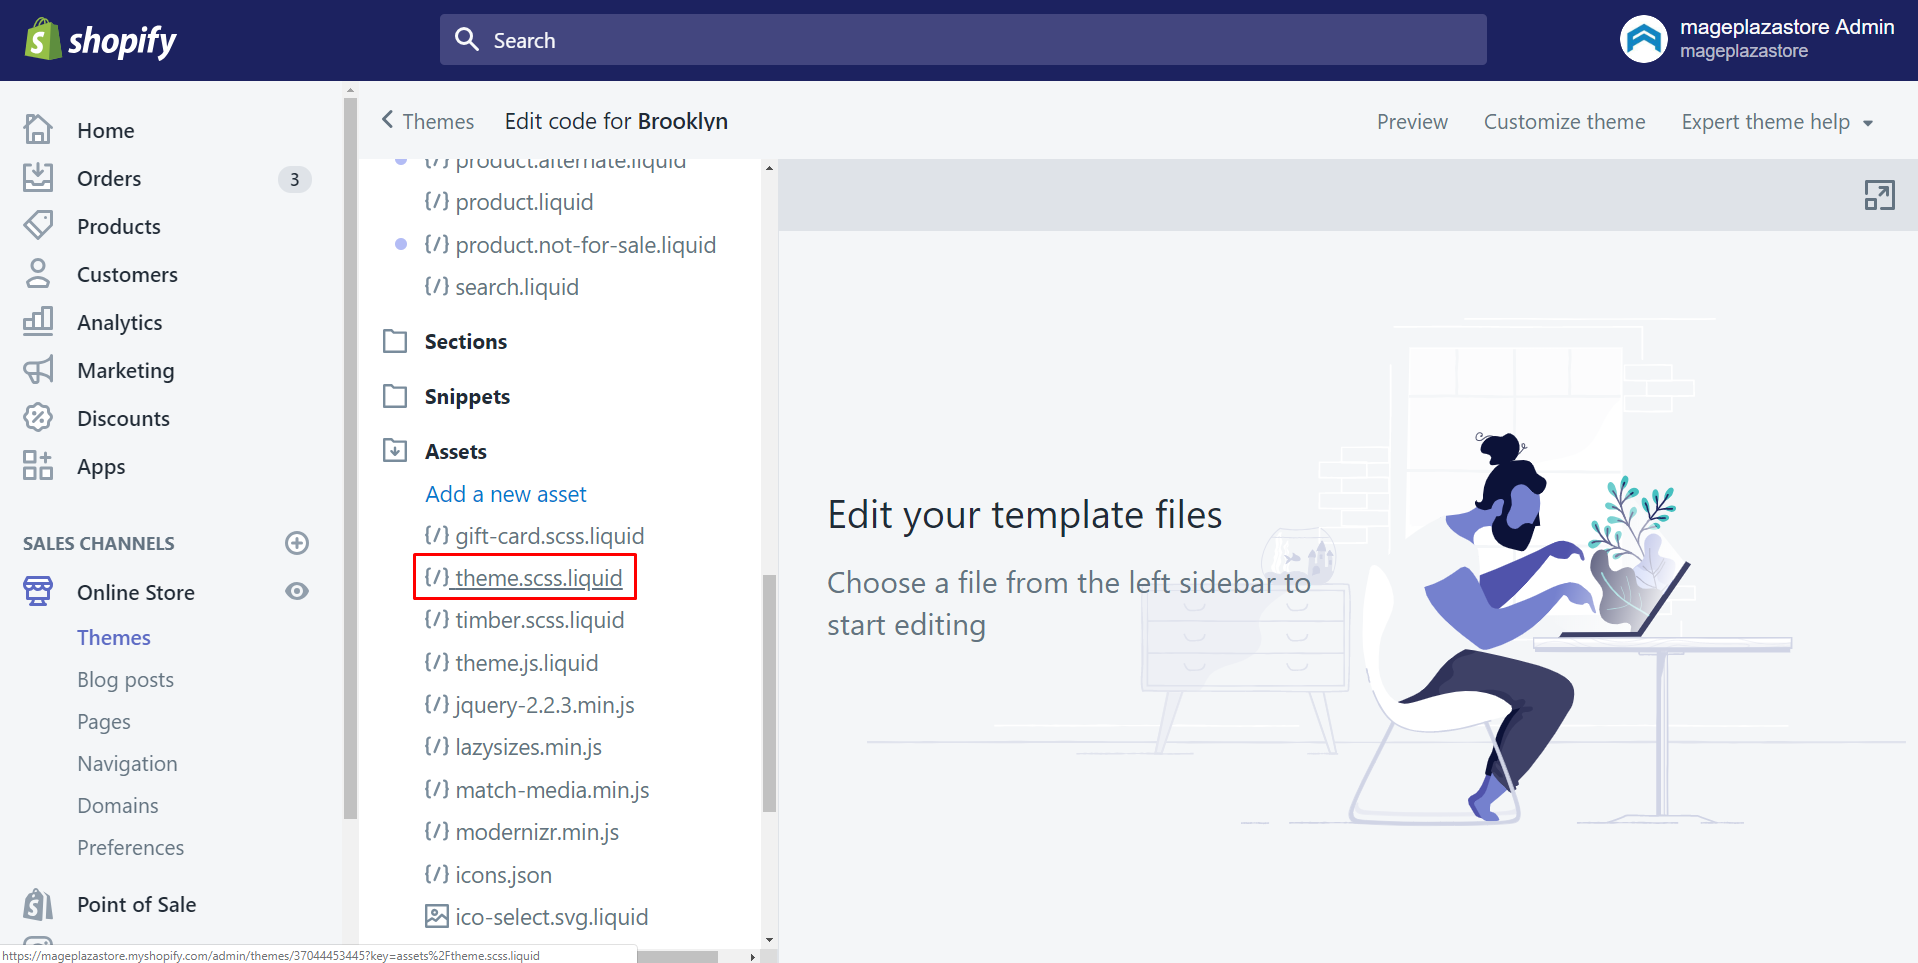 shopify
Search
mageplazastore Admin
mageplazastore
Home
Orders
3
Products
Customers
Analytics
Marketing
Discounts
Apps
SALES CHANNELS
Online Store
Themes
Blog posts
Pages
Navigation
Domains
Preferences
Point of Sale
Themes
Edit code for Brooklyn
Preview
Customize theme
Expert theme help
{/} product.alternate.liquid
{/} product.liquid
{/} product.not-for-sale.liquid
{/} search.liquid
Sections
Snippets
Assets
Add a new asset
{/} gift-card.scss.liquid
{/} theme.scss.liquid
{/} timber.scss.liquid
{/} theme.js.liquid
{/} jquery-2.2.3.min.js
{/} lazysizes.min.js
{/} match-media.min.js
{/} modernizr.min.js
{/} icons.json
ico-select.svg.liquid
Edit your template files
Choose a file from the left sidebar to
start editing
https://mageplazastore.myshopify.com/admin/themes/37044453445?key=assets%2Ftheme.scss.liquid